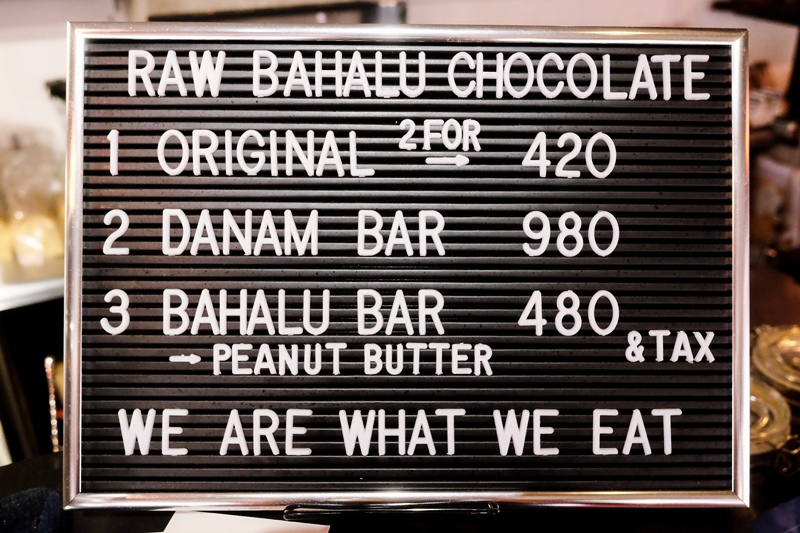 RAW BAHALU CHOCOLATE
1 ORIGINAL 2 FOR → 420
2 DANAM BAR 980
3 BAHALU BAR 480
→ PEANUT BUTTER &TAX
WE ARE WHAT WE EAT